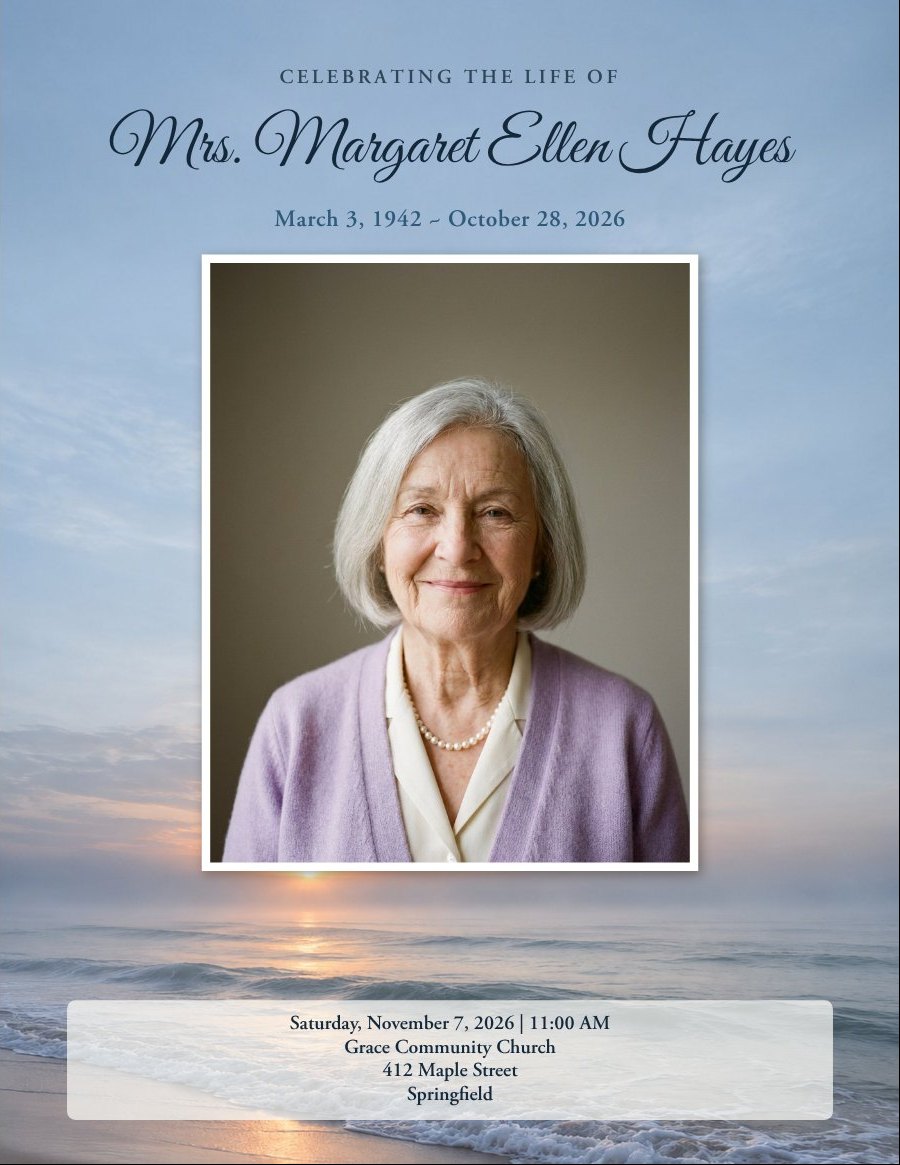 CELEBRATING THE LIFE OF
Mrs. Margaret Ellen Hayes
March 3, 1942 ~ October 28, 2026
Saturday, November 7, 2026 | 11:00 AM
Grace Community Church
412 Maple Street
Springfield